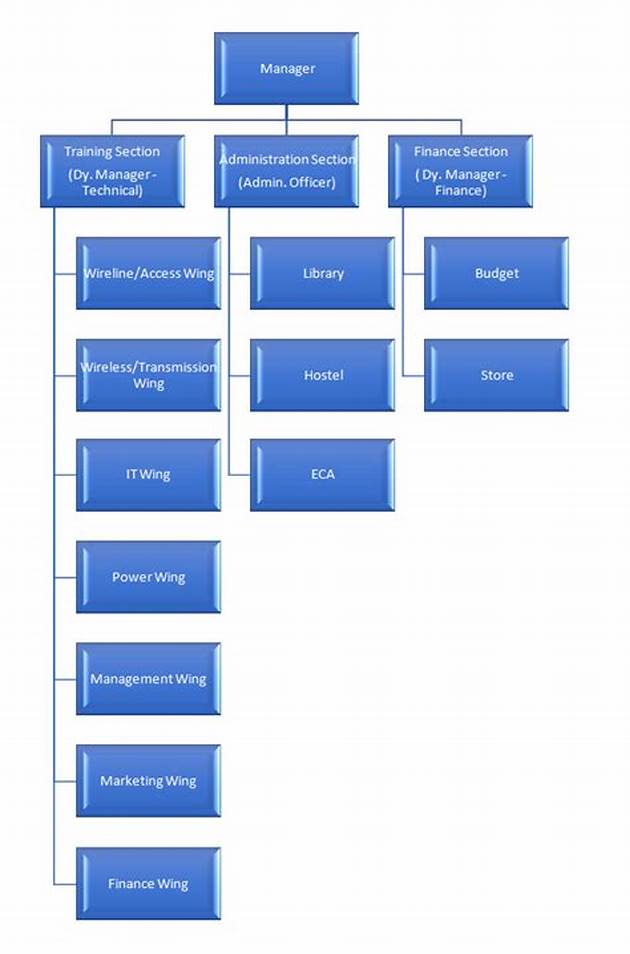 Manager
Training Section
(Dy. Manager-
Technical)
Administration Section
(Admin. Officer)
Finance Section
( Dy. Manager-
Finance)
Wireline/Access Wing
Library
Budget
Wireless/Transmission
Wing
Hostel
Store
IT Wing
ECA
Power Wing
Management Wing
Marketing Wing
Finance Wing